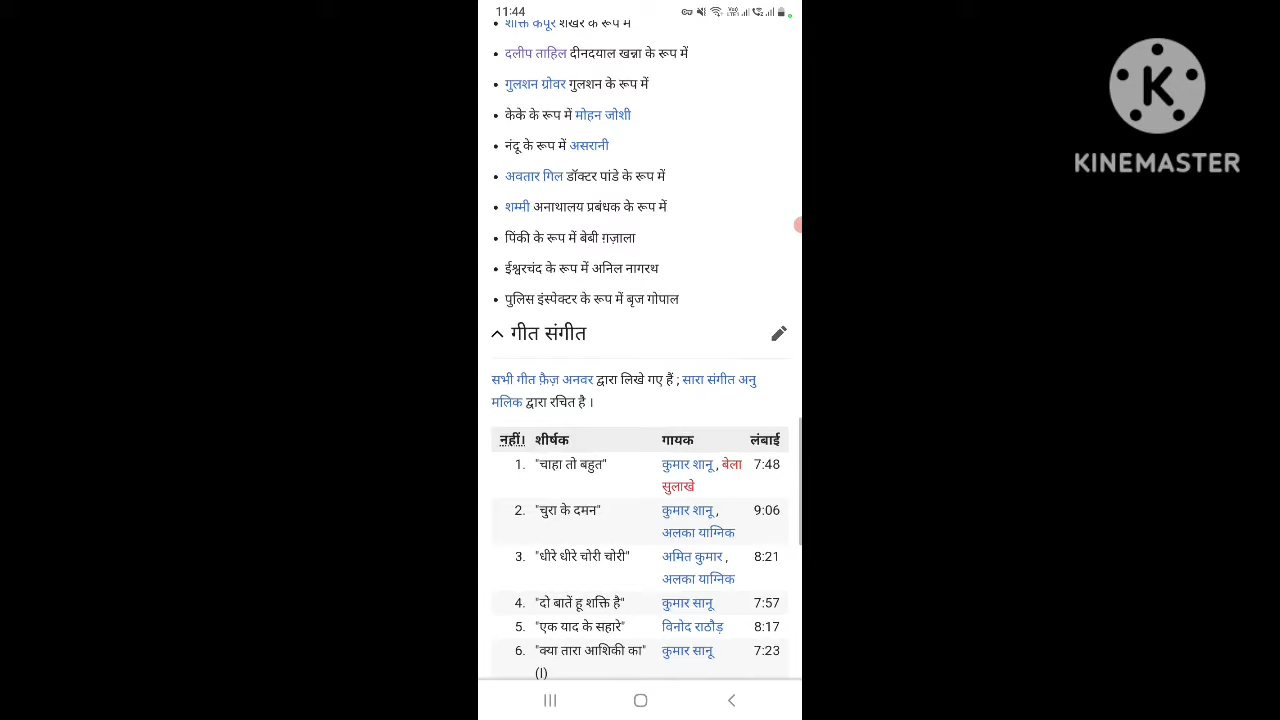 11:44
शक्ति कपूर शेखर के रूप में
दलीप ताहिल दीनदयाल खन्ना के रूप में
गुलशन ग्रोवर गुलशन के रूप में
केके के रूप में मोहन जोशी
नंदू के रूप में असरानी
अवतार गिल डॉक्टर पांडे के रूप में
शम्मी अनाथालय प्रबंधक के रूप में
पिंकी के रूप में बेबी ग़ज़ाला
ईश्वरचंद के रूप में अनिल नागरथ
पुलिस इंस्पेक्टर के रूप में बृज गोपाल
गीत संगीत
सभी गीत फ़ैज़ अनवर द्वारा लिखे गए हैं ; सारा संगीत अनु
मलिक द्वारा रचित है ।
नहीं। शीर्षक गायक लंबाई
1. "चाहा तो बहुत" कुमार शानू , बेला 7:48
सुलाखे
2. "चुरा के दमन" कुमार शानू , 9:06
अलका याग्निक
3. "धीरे धीरे चोरी चोरी" अमित कुमार , 8:21
अलका याग्निक
4. "दो बातें हू शक्ति है" कुमार सानू 7:57
5. "एक याद के सहारे" विनोद राठौड़ 8:17
6. "क्या तारा आशिकी का" कुमार सानू 7:23
(I)
K
KINEMASTER